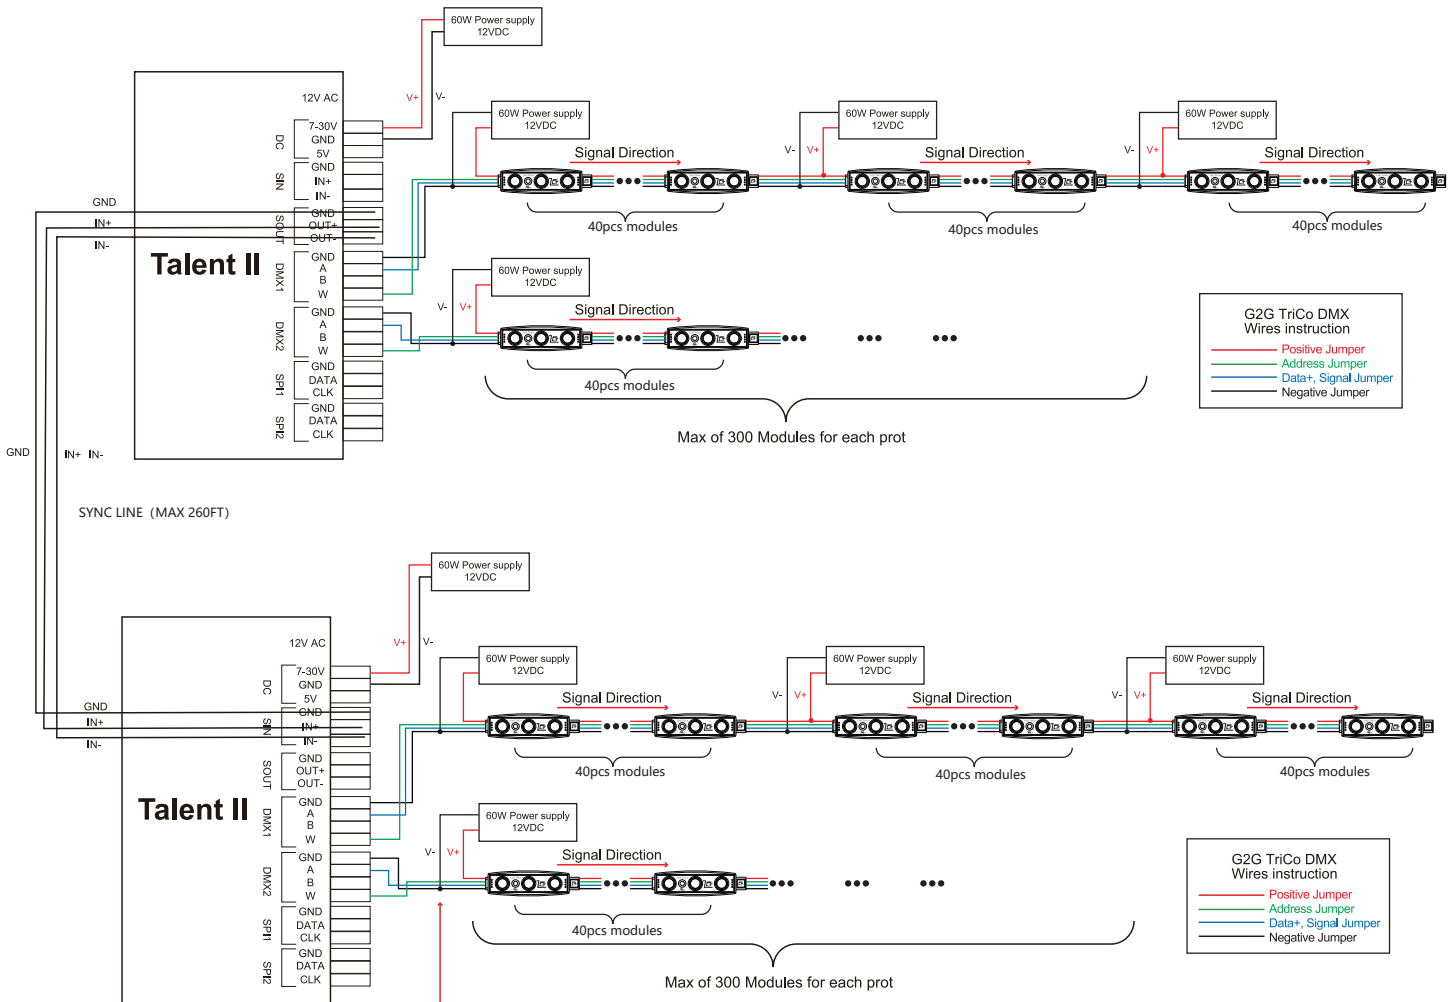 60W Power supply
12VDC
V+
V-
12V AC
DC
7-30V
GND
5V
SIN
GND
IN+
IN-
SOUT
GND
OUT+
OUT-
GND
IN+
IN-
Talent II
DMX1
GND
A
B
W
DMX2
GND
A
B
W
SPI1
GND
DATA
CLK
SPI2
GND
DATA
CLK
60W Power supply
12VDC
Signal Direction
40pcs modules
60W Power supply
12VDC
V-
V+
Signal Direction
40pcs modules
60W Power supply
12VDC
V-
V+
Signal Direction
40pcs modules
60W Power supply
12VDC
V-
V+
Signal Direction
40pcs modules
Max of 300 Modules for each prot
G2G TriCo DMX
Wires instruction
Positive Jumper
Address Jumper
Data+, Signal Jumper
Negative Jumper
GND
IN+ IN-
SYNC LINE (MAX 260FT)
60W Power supply
12VDC
V+
V-
12V AC
DC
7-30V
GND
5V
SIN
GND
IN+
IN-
GND
IN+
IN-
SOUT
GND
OUT+
OUT-
Talent II
DMX1
GND
A
B
W
DMX2
GND
A
B
W
SPI1
GND
DATA
CLK
SPI2
GND
DATA
CLK
60W Power supply
12VDC
Signal Direction
40pcs modules
60W Power supply
12VDC
V-
V+
Signal Direction
40pcs modules
60W Power supply
12VDC
V-
V+
Signal Direction
40pcs modules
60W Power supply
12VDC
V-
V+
Signal Direction
40pcs modules
Max of 300 Modules for each prot
G2G TriCo DMX
Wires instruction
Positive Jumper
Address Jumper
Data+, Signal Jumper
Negative Jumper